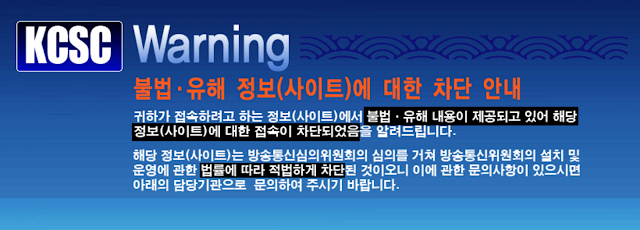 KCSC Warning
불법·유해 정보(사이트)에 대한 차단 안내
귀하가 접속하려고 하는 정보(사이트)에서 불법·유해 내용이 제공되고 있어 해당
정보(사이트)에 대한 접속이 차단되었음을 알려드립니다.
해당 정보(사이트)는 방송통신심의위원회의 심의를 거쳐 방송통신위원회의 설치 및
운영에 관한 법률에 따라 적법하게 차단된 것이오니 이에 관한 문의사항이 있으시면
아래의 담당기관으로 문의하여 주시기 바랍니다.